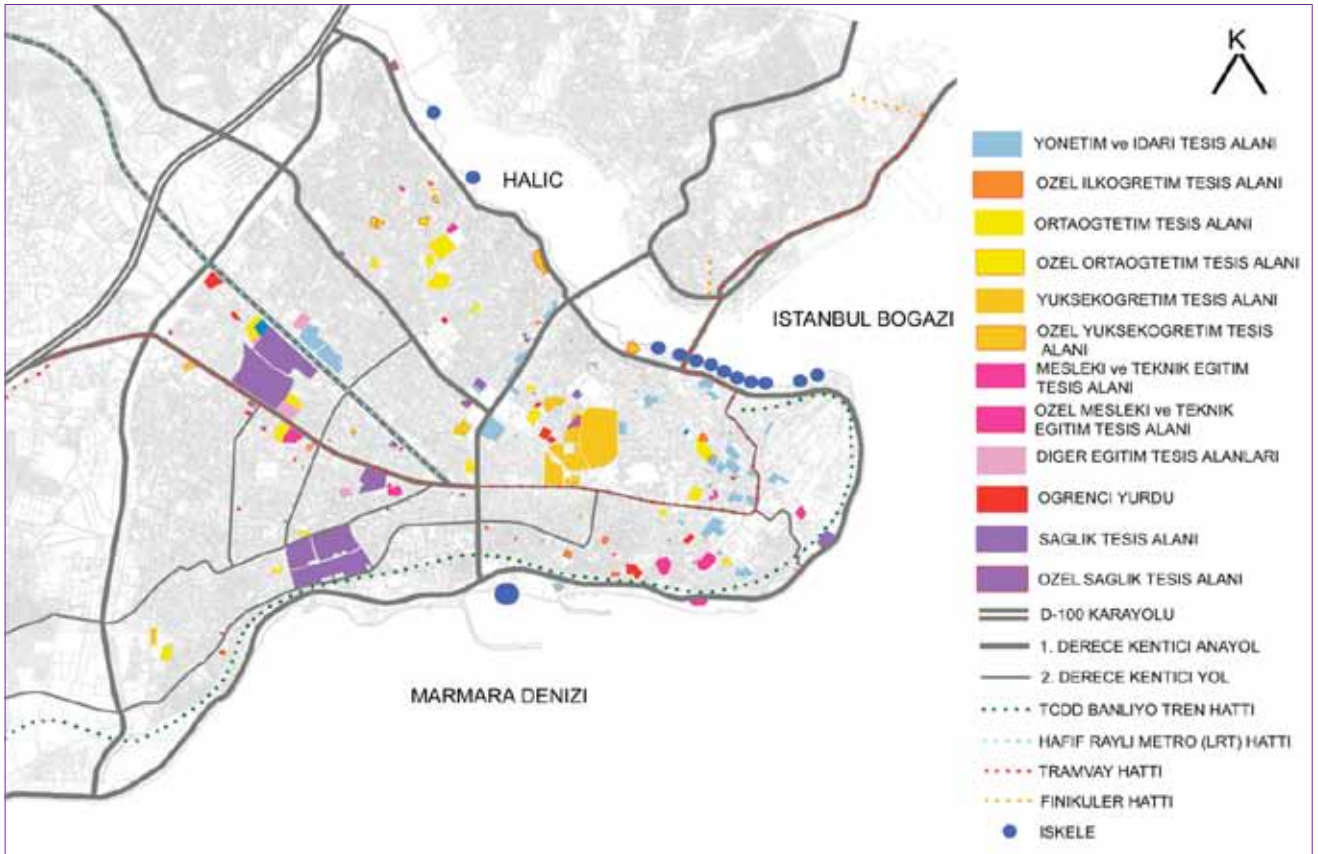 K
HALIC
ISTANBUL BOGAZI
MARMARA DENIZI
YONETIM ve IDARI TESIS ALANI
OZEL ILKOGRETIM TESIS ALANI
ORTAOGTETIM TESIS ALANI
OZEL ORTAOGTETIM TESIS ALANI
YUKSEKOGRETIM TESIS ALANI
OZEL YUKSEKOGRETIM TESIS
ALANI
MESLEKI ve TEKNIK EGITIM
TESIS ALANI
OZEL MESLEKI ve TEKNIK
EGITIM TESIS ALANI
DIGER EGITIM TESIS ALANLARI
OGRENCI YURDU
SAGLIK TESIS ALANI
OZEL SAGLIK TESIS ALANI
D-100 KARAYOLU
1. DERECE KENTICI ANAYOL
2. DERECE KENTICI YOL
TCDD BANLIYO TREN HATTI
HAFIF RAYLI METRO (LRT) HATTI
TRAMVAY HATTI
FINIKULER HATTI
ISKELE